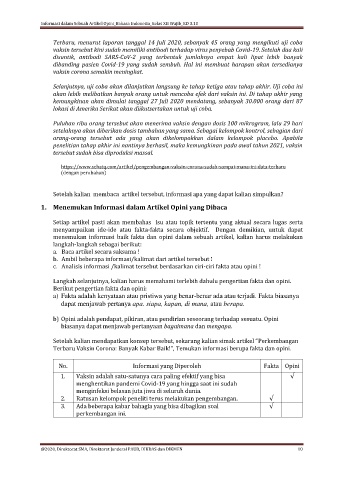 Informasi dalam Sebuah Artikel Opini_Bahasa Indonesia_Kelas XII Wajib_KD 3.10
Terbaru, menurut laporan tanggal 14 Juli 2020, sebanyak 45 orang yang mengikuti uji coba
vaksin tersebut kini sudah memiliki antibodi terhadap virus penyebab Covid-19. Setelah dua kali
disuntik, antibodi SARS-CoV-2 yang terbentuk jumlahnya empat kali lipat lebih banyak
dibanding pasien Covid-19 yang sudah sembuh. Hal ini membuat harapan akan tersedianya
vaksin corona semakin meningkat.
Selanjutnya, uji coba akan dilanjutkan langsung ke tahap ketiga atau tahap akhir. Uji coba ini
akan lebih melibatkan banyak orang untuk mencoba efek dari vaksin ini. Di tahap akhir yang
kemungkinan akan dimulai tanggal 27 Juli 2020 mendatang, sebanyak 30.000 orang dari 87
lokasi di Amerika Serikat akan diikutsertakan untuk uji coba.
Puluhan ribu orang tersebut akan menerima vaksin dengan dosis 100 mikrogram, lalu 29 hari
setelahnya akan diberikan dosis tambahan yang sama. Sebagai kelompok kontrol, sebagian dari
orang-orang tersebut ada yang akan dikelompokkan dalam kelompok placebo. Apabila
penelitian tahap akhir ini nantinya berhasil, maka kemungkinan pada awal tahun 2021, vaksin
tersebut sudah bisa diproduksi massal.
(dengan perubahan)
Setelah kalian membaca artikel tersebut, informasi apa yang dapat kalian simpulkan?
1. Menemukan Informasi dalam Artikel Opini yang Dibaca
Setiap artikel pasti akan membahas isu atau topik tertentu yang aktual secara lugas serta
menyampaikan ide-ide atau fakta-fakta secara objektif. Dengan demikian, untuk dapat
menemukan informasi baik fakta dan opini dalam sebuah artikel, kalian harus melakukan
langkah-langkah sebagai berikut:
a. Baca artikel secara saksama !
b. Ambil beberapa informasi/kalimat dari artikel tersebut !
c. Analisis informasi /kalimat tersebut berdasarkan ciri-ciri fakta atau opini !
Langkah selanjutnya, kalian harus memahami terlebih dahulu pengertian fakta dan opini.
Berikut pengertian fakta dan opini:
a) Fakta adalah kenyataan atau peristiwa yang benar-benar ada atau terjadi. Fakta biasanya
dapat menjawab pertanya apa, siapa, kapan, di mana, atau berapa.
b) Opini adalah pendapat, pikiran, atau pendirian seseorang terhadap sesuatu. Opini
biasanya dapat menjawab pertanyaan bagaimana dan mengapa.
Setelah kalian mendapatkan konsep tersebut, sekarang kalian simak artikel "Perkembangan
Terbaru Vaksin Corona: Banyak Kabar Baik!", Temukan informasi berupa fakta dan opini.
No. Informasi yang Diperoleh Fakta Opini
1. Vaksin adalah satu-satunya cara paling efektif yang bisa √
menghentikan pandemi Covid-19 yang hingga saat ini sudah
menginfeksi belasan juta jiwa di seluruh dunia.
2. Ratusan kelompok peneliti terus melakukan pengembangan. √
3. Ada beberapa kabar bahagia yang bisa dibagikan soal √
perkembangan ini.
@2020, Direktorat SMA, Direktorat Jenderal PAUD, DIKDAS dan DIKMEN 10